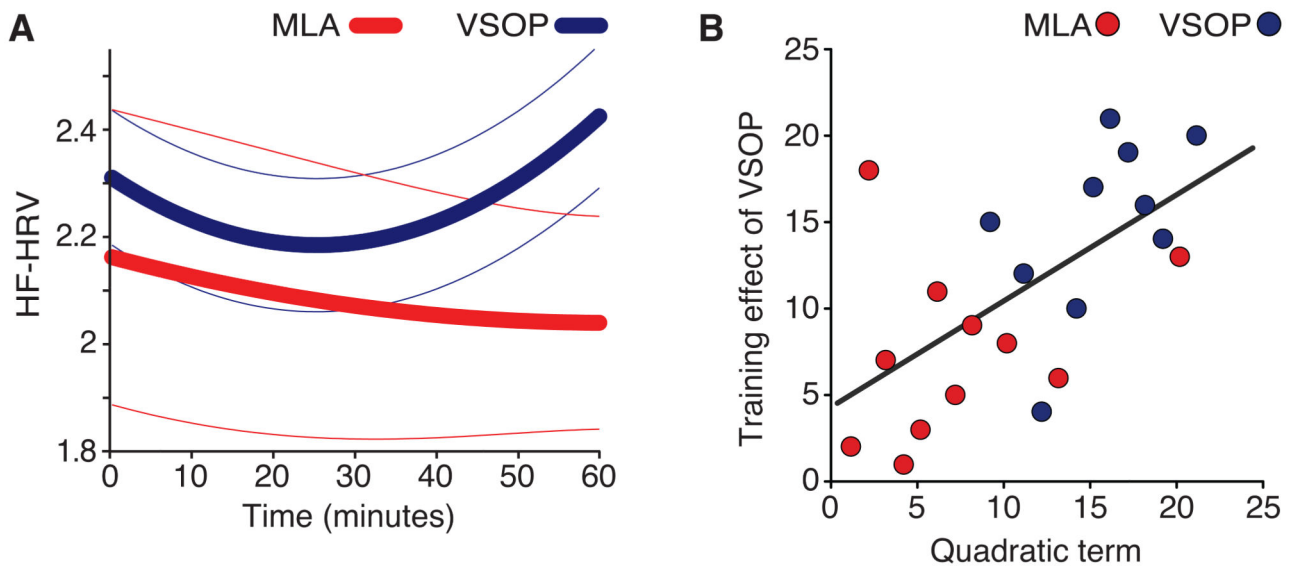 A
MLA VSOP
HF-HRV
2.4
2.2
2
1.8
0 10 20 30 40 50 60
Time (minutes)
B
MLA VSOP
Training effect of VSOP
25
20
15
10
5
0
0 5 10 15 20 25
Quadratic term